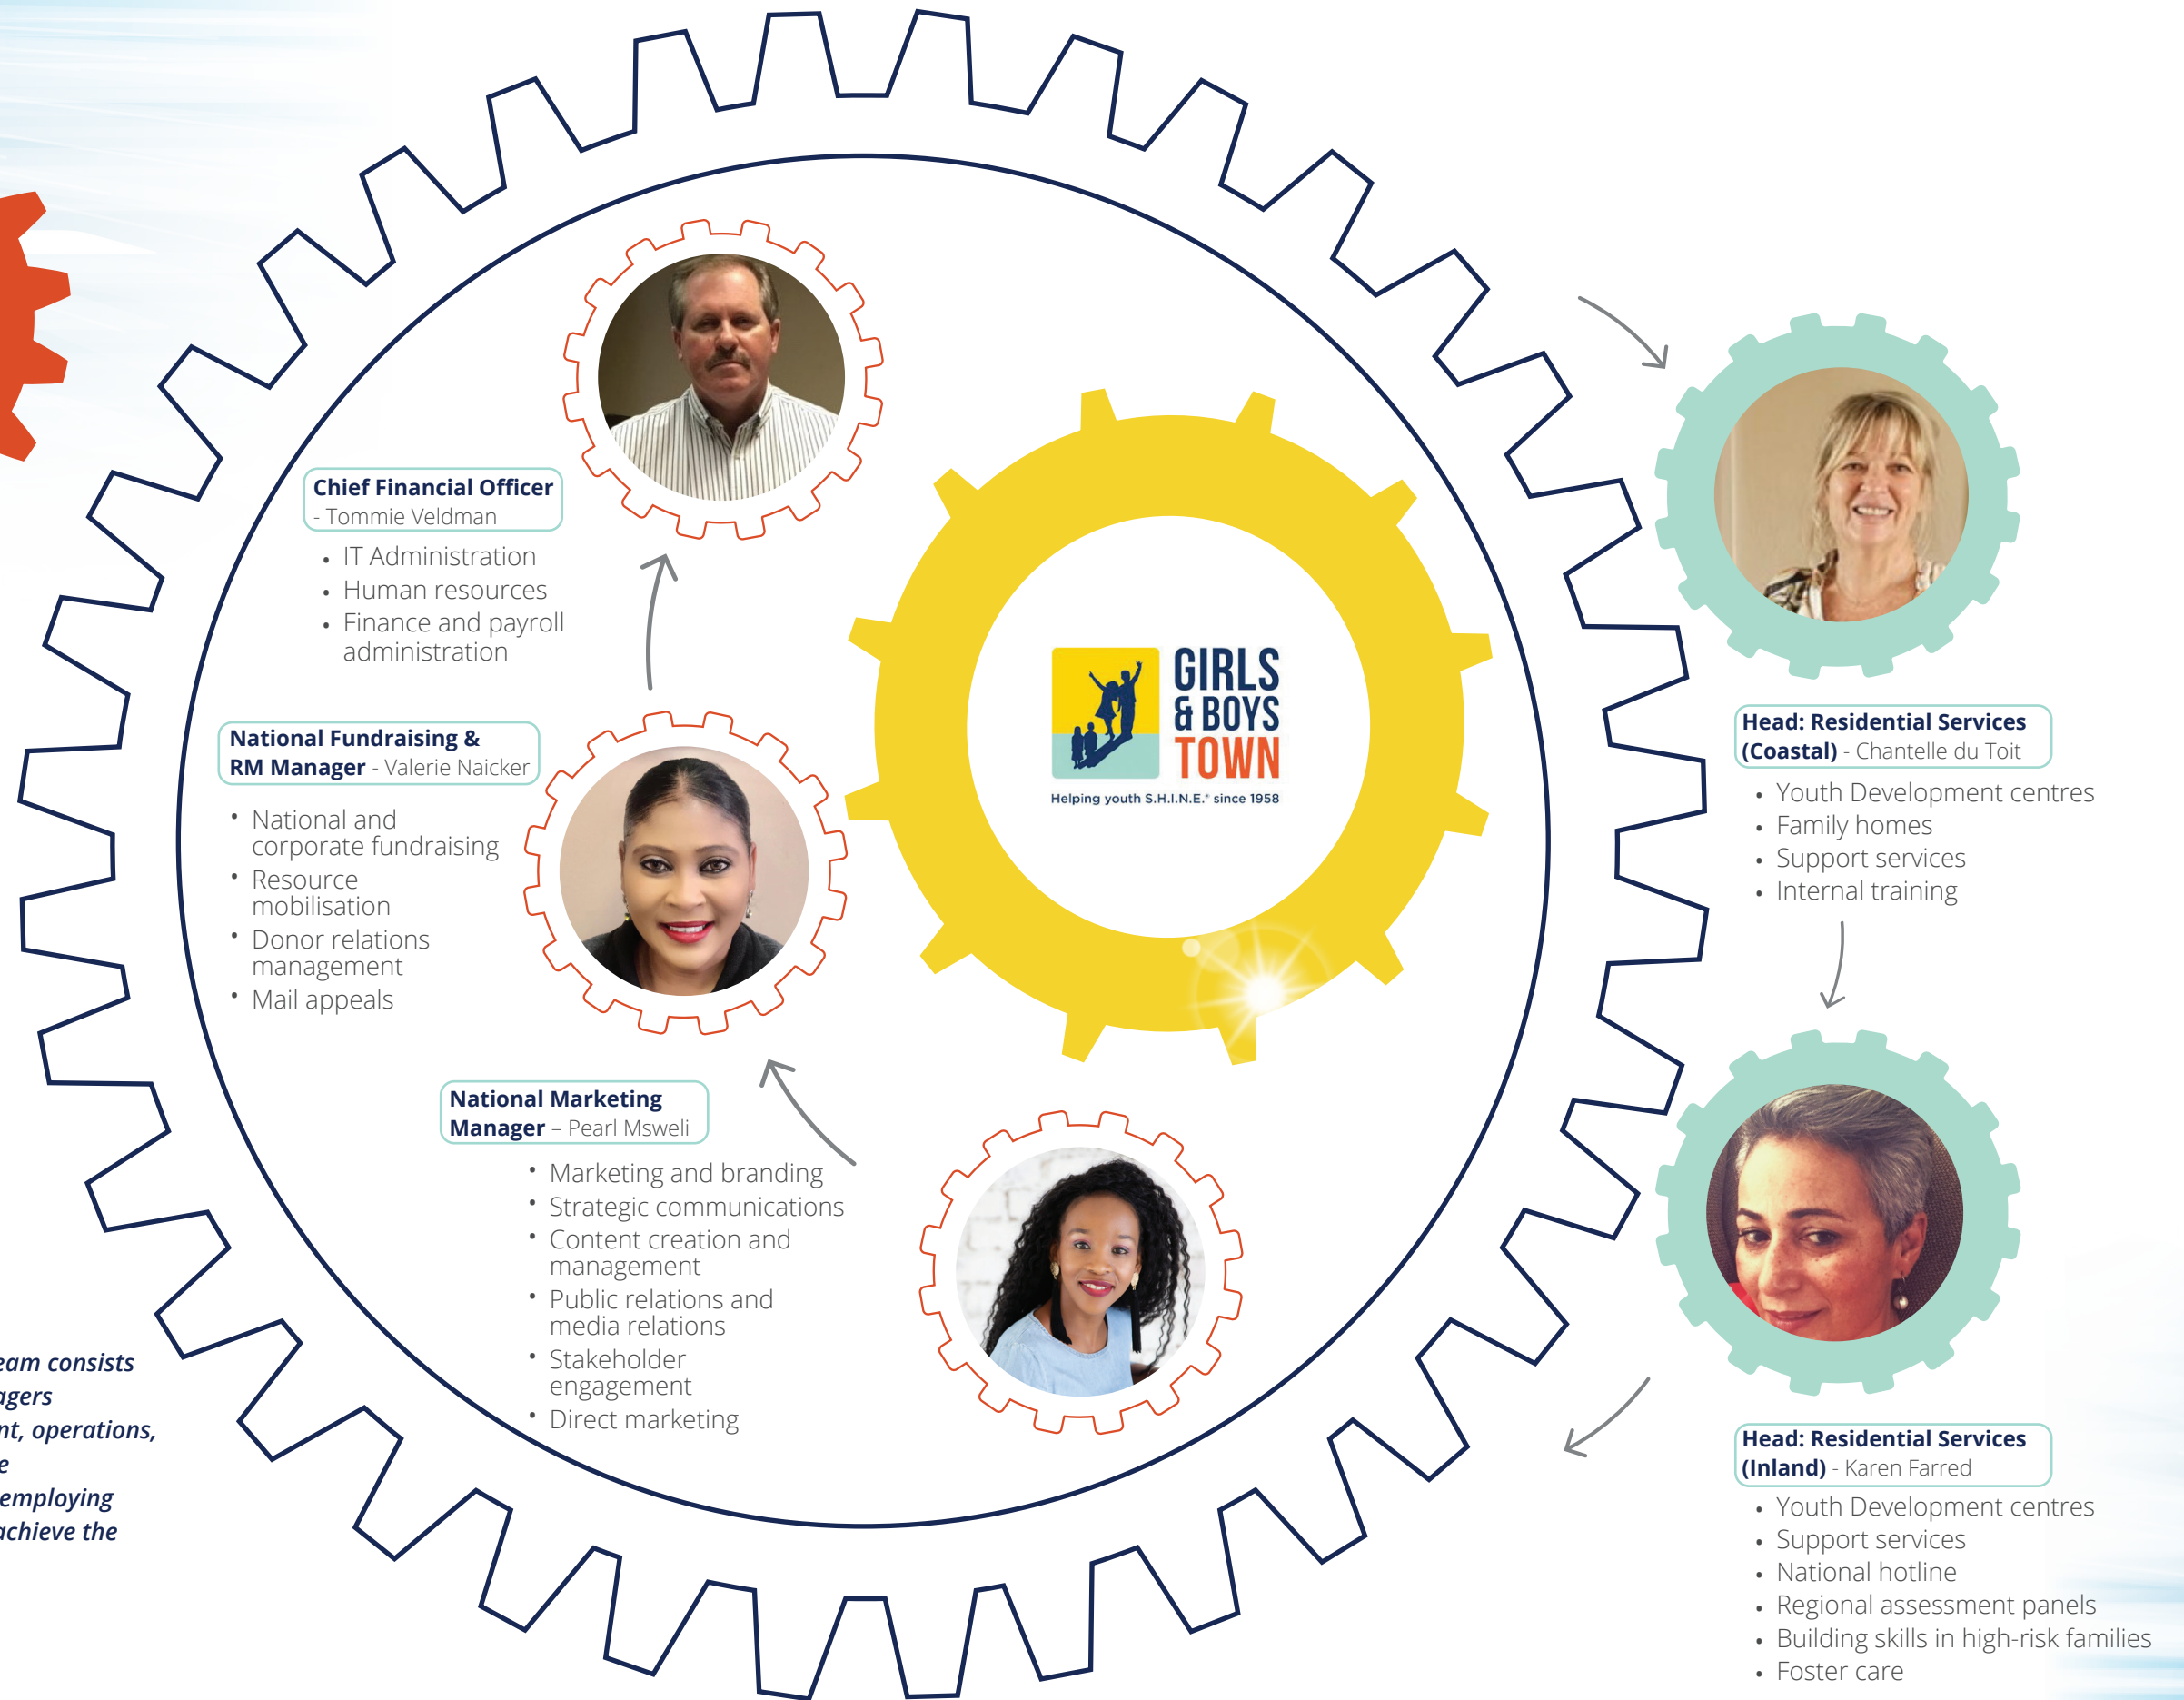 Chief Financial Officer
- Tommie Veldman
• IT Administration
• Human resources
• Finance and payroll
administration
National Fundraising &
RM Manager - Valerie Naicker
• National and
corporate fundraising
• Resource
mobilisation
• Donor relations
management
• Mail appeals
National Marketing
Manager – Pearl Msweli
• Marketing and branding
• Strategic communications
• Content creation and
management
• Public relations and
media relations
• Stakeholder
engagement
• Direct marketing
GIRLS
& BOYS
TOWN
Helping youth S.H.I.N.E.® since 1958
Head: Residential Services
(Coastal) - Chantelle du Toit
• Youth Development centres
• Family homes
• Support services
• Internal training
Head: Residential Services
(Inland) - Karen Farred
• Youth Development centres
• Support services
• National hotline
• Regional assessment panels
• Building skills in high-risk families
• Foster care
consists
operations,
employing
achieve the